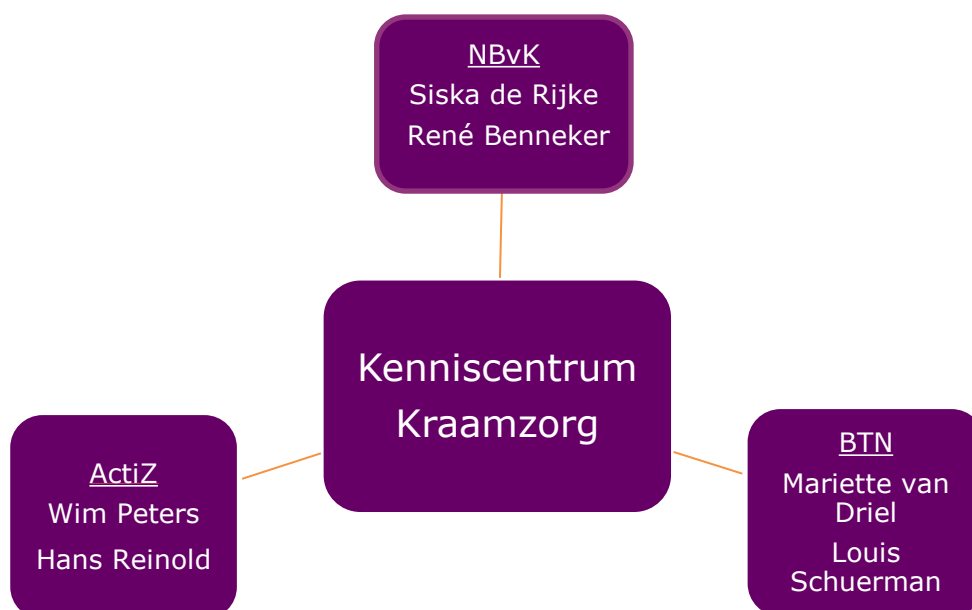 NBvK
Siska de Rijke
René Benneker
Kenniscentrum
Kraamzorg
ActiZ
Wim Peters
Hans Reinold
BTN
Mariette van
Driel
Louis
Schuerman